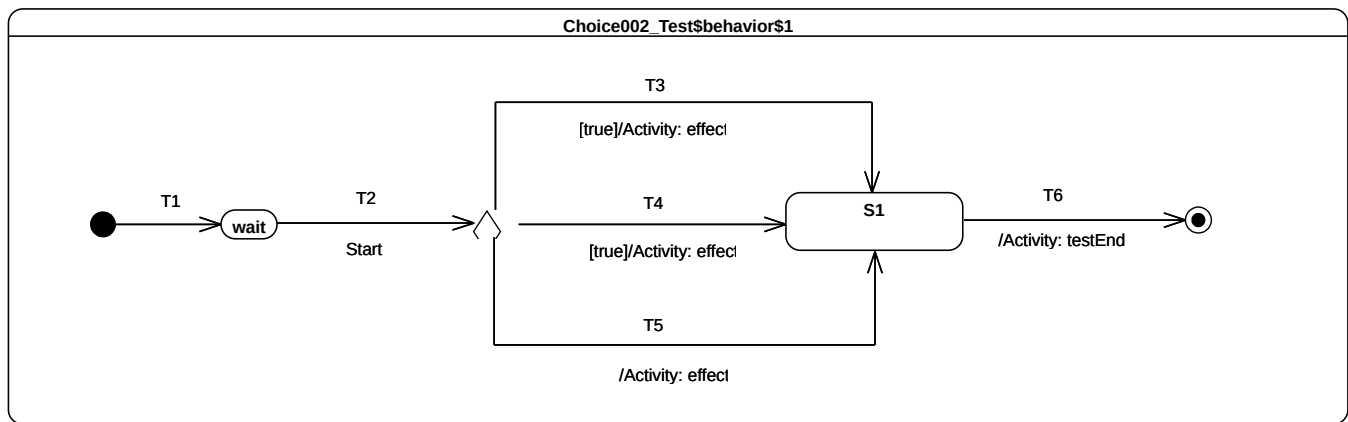 Choice002_Test$behavior$1
T3
[true]/Activity: effect
T1
T2
wait
Start
T4
[true]/Activity: effect
S1
T6
/Activity: testEnd
T5
/Activity: effect